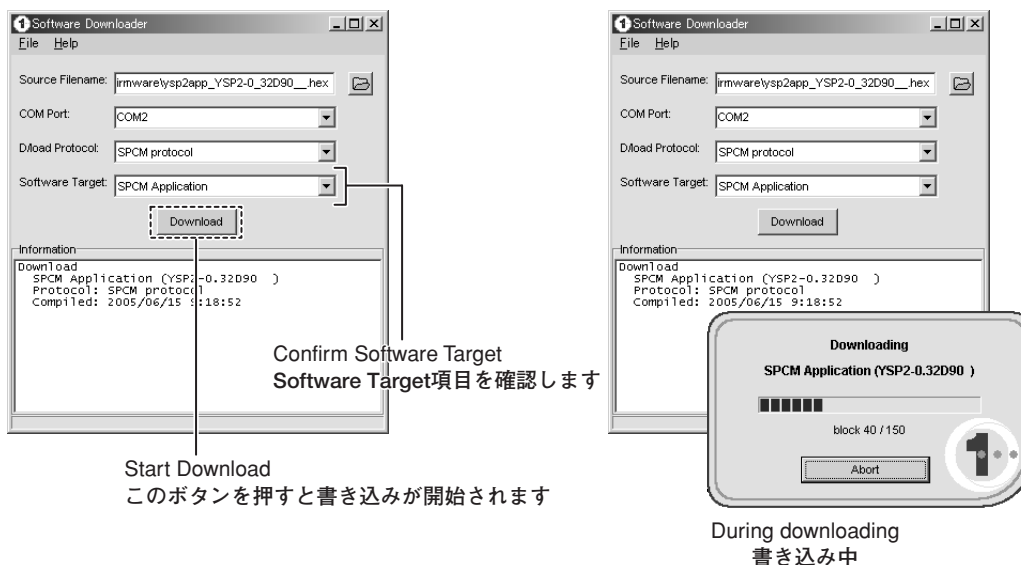 Software Downloader
File Help
Source Filename: irmware\ysp2app_YSP2-0_32D90__.hex
COM Port: COM2
D/load Protocol: SPCM protocol
Software Target: SPCM Application
Download
Information
Download
SPCM Application (YSP2-0.32D90 )
Protocol: SPCM protocol
Compiled: 2005/06/15 9:18:52
Confirm Software Target
Software Target項目を確認します
Start Download
このボタンを押すと書き込みが開始されます
Software Downloader
File Help
Source Filename: irmware\ysp2app_YSP2-0_32D90__.hex
COM Port: COM2
D/load Protocol: SPCM protocol
Software Target: SPCM Application
Download
Information
Download
SPCM Application (YSP2-0.32D90 )
Protocol: SPCM protocol
Compiled: 2005/06/15 9:18:52
Downloading
SPCM Application (YSP2-0.32D90 )
block 40 / 150
Abort
1
During downloading
書き込み中